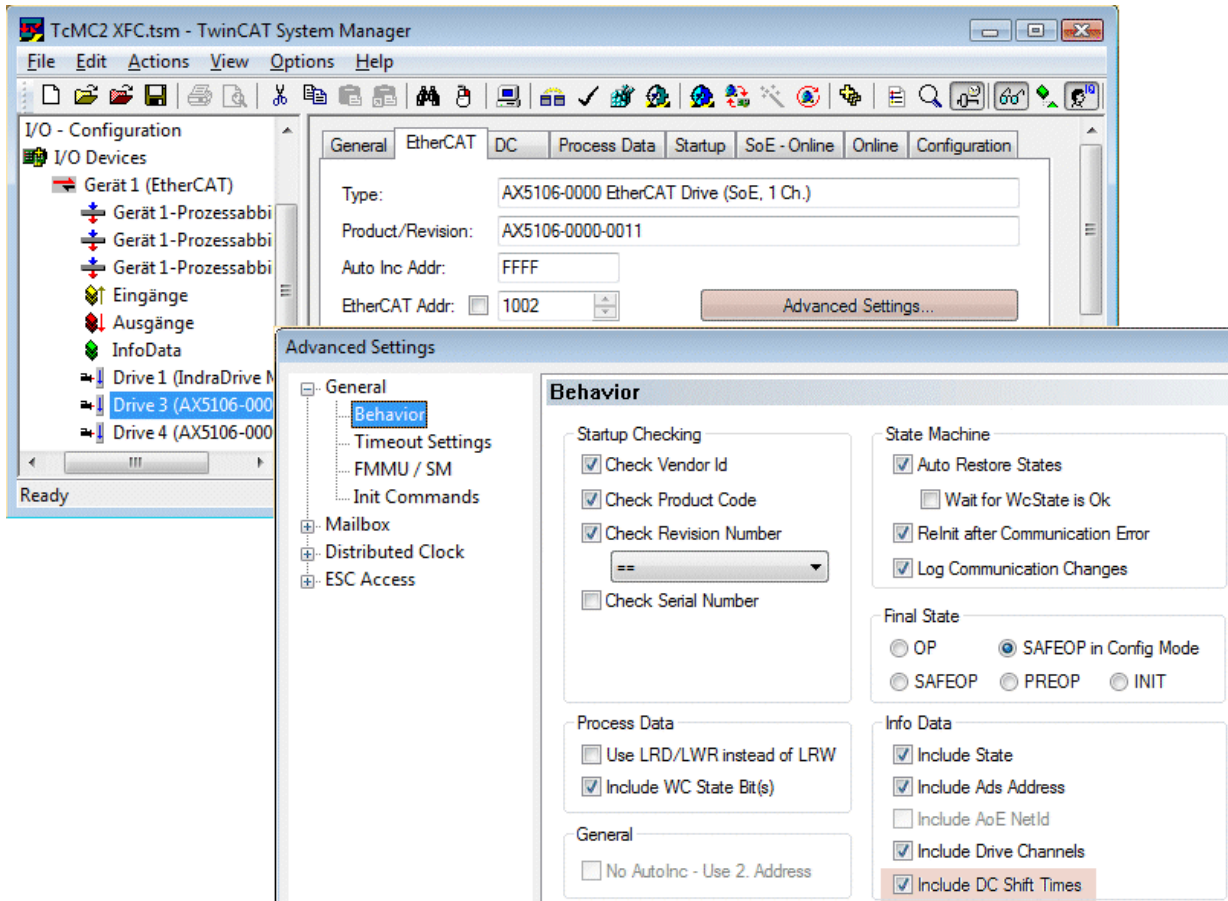 TcMC2 XFC.tsm - TwinCAT System Manager
File Edit Actions View Options Help
I/O - Configuration
I/O Devices
Gerät 1 (EtherCAT)
Gerät 1-Prozessabbi
Gerät 1-Prozessabbi
Gerät 1-Prozessabbi
Eingänge
Ausgänge
InfoData
Drive 1 (IndraDrive M
Drive 3 (AX5106-000
Drive 4 (AX5106-000
Ready
General EtherCAT DC Process Data Startup SoE - Online Online Configuration
Type: AX5106-0000 EtherCAT Drive (SoE, 1 Ch.)
Product/Revision: AX5106-0000-0011
Auto Inc Addr: FFFF
EtherCAT Addr: 1002 Advanced Settings...
Advanced Settings
General
Behavior
Timeout Settings
FMMU / SM
Init Commands
Mailbox
Distributed Clock
ESC Access
Behavior
Startup Checking
Check Vendor Id
Check Product Code
Check Revision Number
==
Check Serial Number
State Machine
Auto Restore States
Wait for WcState is Ok
ReInit after Communication Error
Log Communication Changes
Final State
OP SAFEOP in Config Mode
SAFEOP PREOP INIT
Process Data
Use LRD/LWR instead of LRW
Include WC State Bit(s)
General
No AutoInc - Use 2. Address
Info Data
Include State
Include Ads Address
Include AoE NetId
Include Drive Channels
Include DC Shift Times